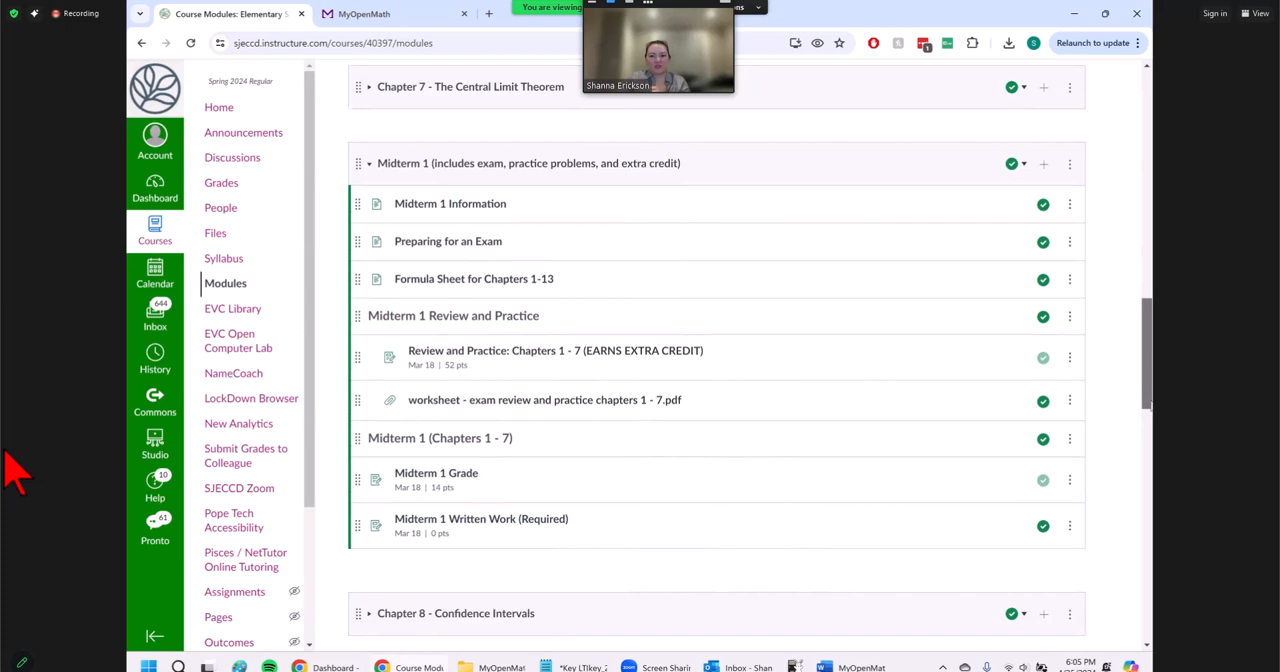 Recording
Course Modules: Elementary S
MyOpenMath
You are viewing
ons
Sign in
View
sjeccd.instructure.com/courses/40397/modules
1
S
Relaunch to update
Shanna Erickson
Account
Dashboard
Courses
Calendar
644
Inbox
History
Commons
Studio
10
Help
61
Pronto
Spring 2024 Regular
Home
Announcements
Discussions
Grades
People
Files
Syllabus
Modules
EVC Library
EVC Open
Computer Lab
NameCoach
LockDown Browser
New Analytics
Submit Grades to
Colleague
SJECCD Zoom
Pope Tech
Accessibility
Pisces / NetTutor
Online Tutoring
Assignments
Pages
Outcomes
Chapter 7 - The Central Limit Theorem
Midterm 1 (includes exam, practice problems, and extra credit)
Midterm 1 Information
Preparing for an Exam
Formula Sheet for Chapters 1-13
Midterm 1 Review and Practice
Review and Practice: Chapters 1 - 7 (EARNS EXTRA CREDIT)
Mar 18 | 52 pts
worksheet - exam review and practice chapters 1 - 7.pdf
Midterm 1 (Chapters 1 - 7)
Midterm 1 Grade
Mar 18 | 14 pts
Midterm 1 Written Work (Required)
Mar 18 | 0 pts
Chapter 8 - Confidence Intervals
6:05 PM
Dashboard -
Course Modu
MyOpenMat
*Key LTIkey_2
Screen Sharin
Inbox - Shan
MyOpenMat